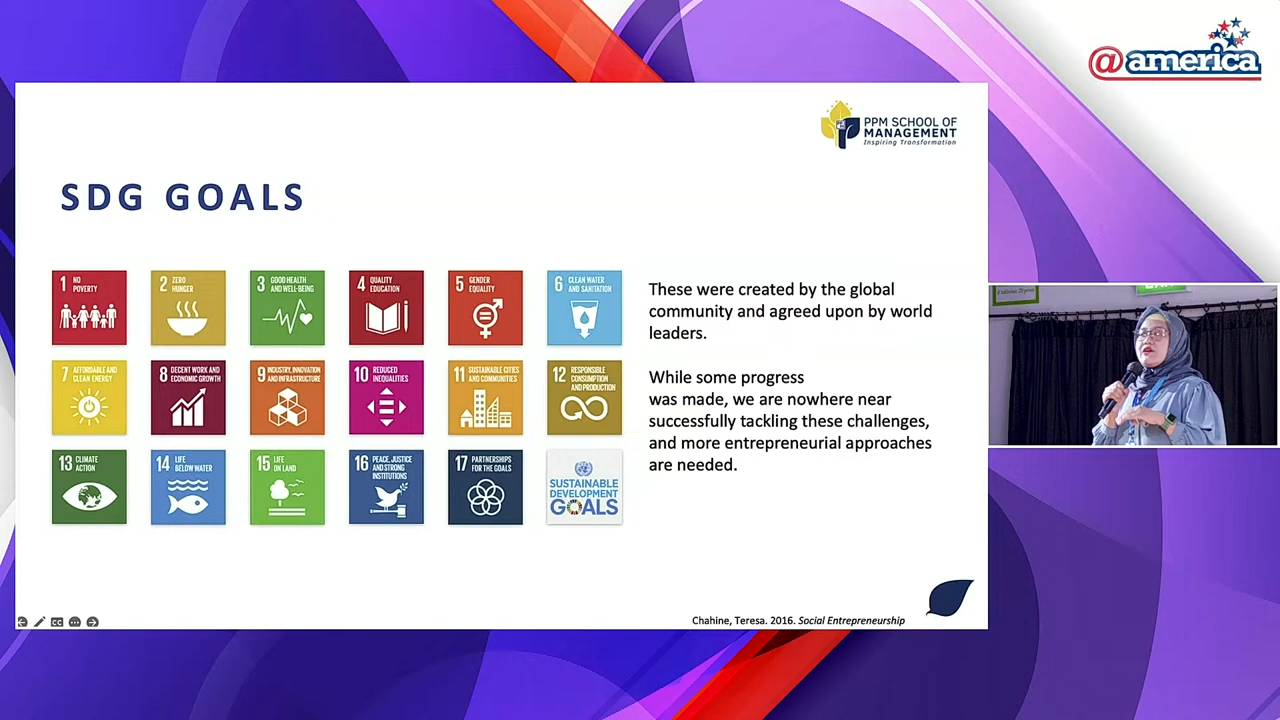 @america
PPM SCHOOL OF
MANAGEMENT
Inspiring Transformation
SDG GOALS
1 NO
POVERTY
2 ZERO
HUNGER
3 GOOD HEALTH
AND WELL-BEING
4 QUALITY
EDUCATION
5 GENDER
EQUALITY
6 CLEAN WATER
AND SANITATION
7 AFFORDABLE AND
CLEAN ENERGY
8 DECENT WORK AND
ECONOMIC GROWTH
9 INDUSTRY, INNOVATION
AND INFRASTRUCTURE
10 REDUCED
INEQUALITIES
11 SUSTAINABLE CITIES
AND COMMUNITIES
12 RESPONSIBLE
CONSUMPTION
AND PRODUCTION
13 CLIMATE
ACTION
14 LIFE
BELOW WATER
15 LIFE
ON LAND
16 PEACE, JUSTICE
AND STRONG
INSTITUTIONS
17 PARTNERSHIPS
FOR THE GOALS
SUSTAINABLE
DEVELOPMENT
GOALS
These were created by the global
community and agreed upon by world
leaders.
While some progress
was made, we are nowhere near
successfully tackling these challenges,
and more entrepreneurial approaches
are needed.
CC
Chahine, Teresa. 2016. Social Entrepreneurship